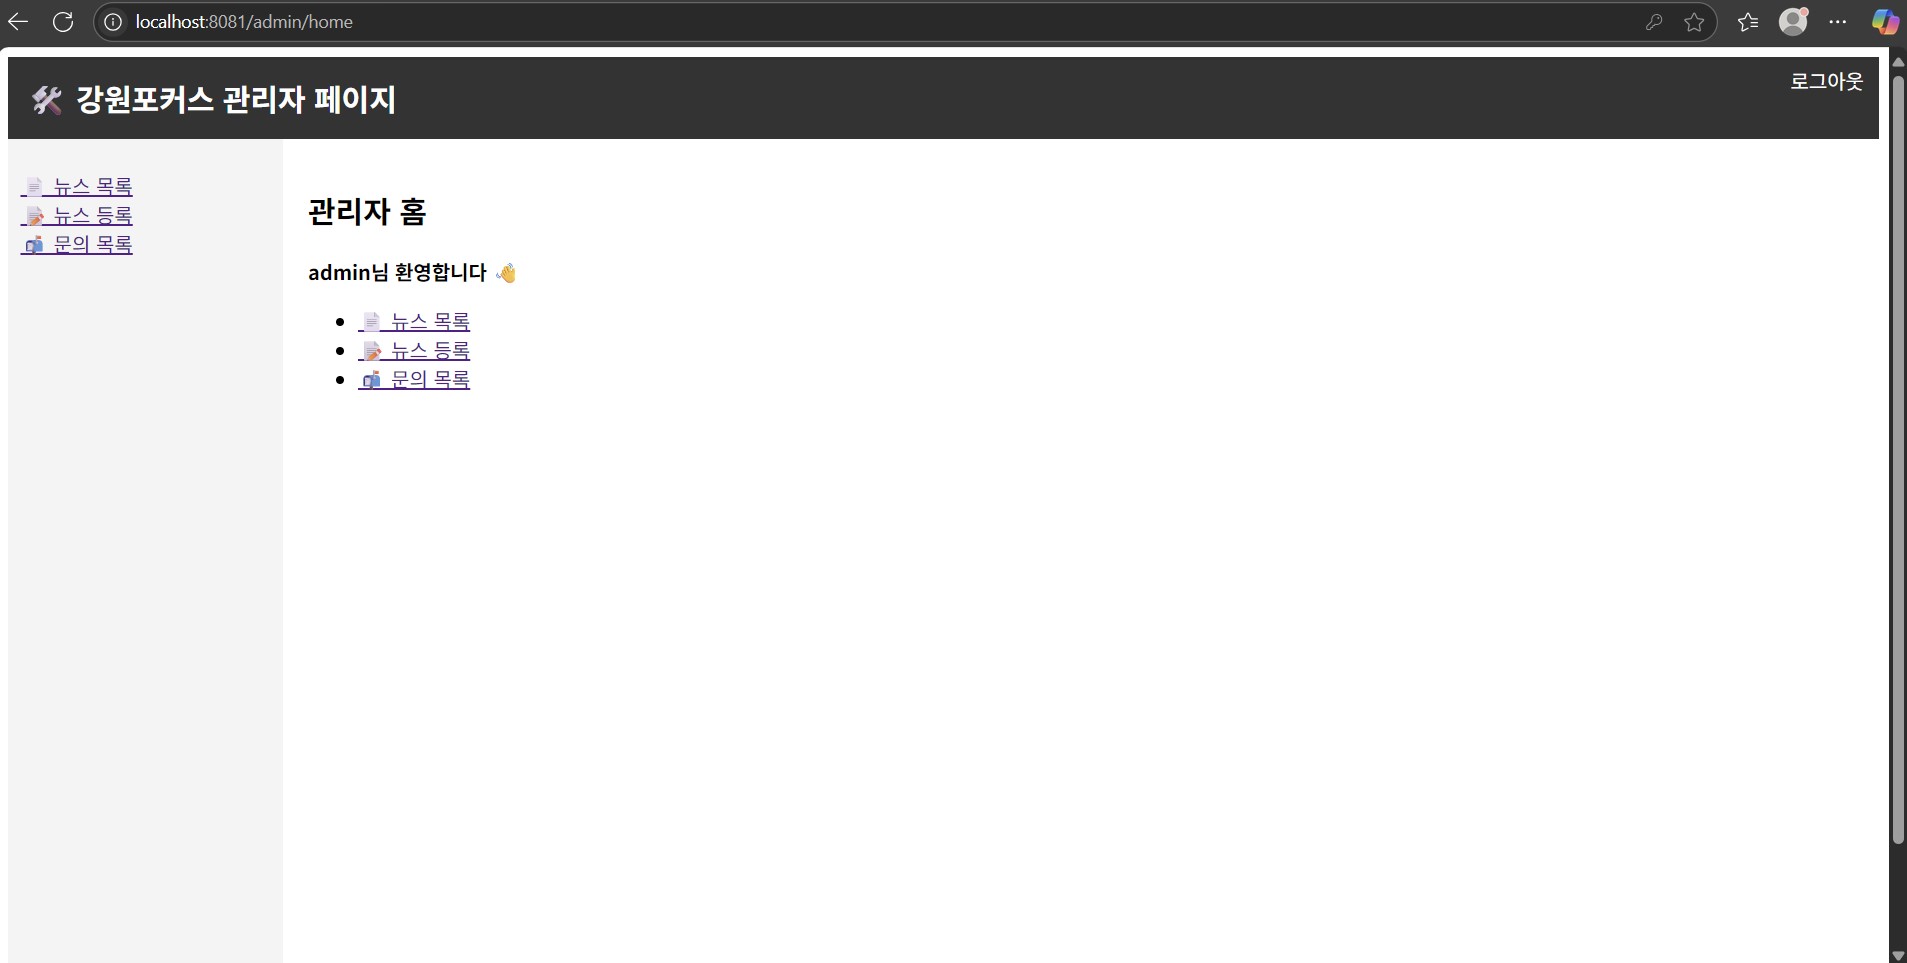 localhost:8081/admin/home
🛠 강원포커스 관리자 페이지
로그아웃
📄 뉴스 목록
📝 뉴스 등록
📬 문의 목록
관리자 홈
admin님 환영합니다 👋
• 📄 뉴스 목록
• 📝 뉴스 등록
• 📬 문의 목록